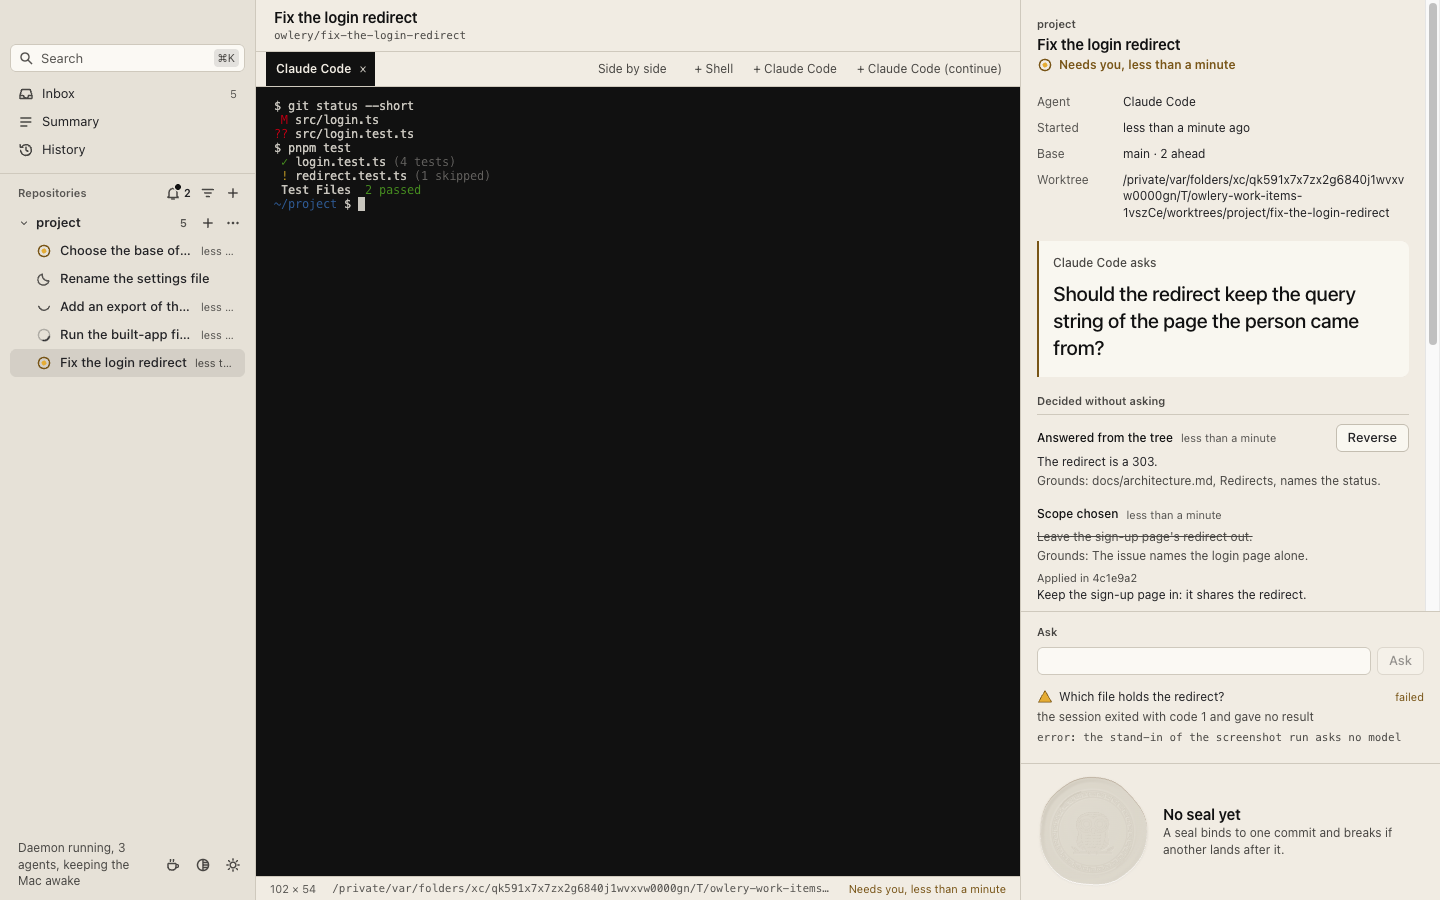 Search ⌘K
Inbox 5
Summary
History
Repositories 2
project 5
Choose the base of... less ...
Rename the settings file
Add an export of th... less ...
Run the built-app fi... less ...
Fix the login redirect less t...
Daemon running, 3
agents, keeping the
Mac awake
Fix the login redirect
owlery/fix-the-login-redirect
Claude Code ×
Side by side + Shell + Claude Code + Claude Code (continue)
$ git status --short
M src/login.ts
?? src/login.test.ts
$ pnpm test
✓ login.test.ts (4 tests)
! redirect.test.ts (1 skipped)
Test Files 2 passed
~/project $
102 × 54 /private/var/folders/xc/qk591x7x7zx2g6840j1wvxvw0000gn/T/owlery-work-items… Needs you, less than a minute
project
Fix the login redirect
Needs you, less than a minute
Agent Claude Code
Started less than a minute ago
Base main · 2 ahead
Worktree /private/var/folders/xc/qk591x7x7zx2g6840j1wvxv
w0000gn/T/owlery-work-items-
1vszCe/worktrees/project/fix-the-login-redirect
Claude Code asks
Should the redirect keep the query
string of the page the person came
from?
Decided without asking
Answered from the tree less than a minute Reverse
The redirect is a 303.
Grounds: docs/architecture.md, Redirects, names the status.
Scope chosen less than a minute
Leave the sign-up page's redirect out.
Grounds: The issue names the login page alone.
Applied in 4c1e9a2
Keep the sign-up page in: it shares the redirect.
Ask
Ask
Which file holds the redirect? failed
the session exited with code 1 and gave no result
error: the stand-in of the screenshot run asks no model
No seal yet
A seal binds to one commit and breaks if
another lands after it.